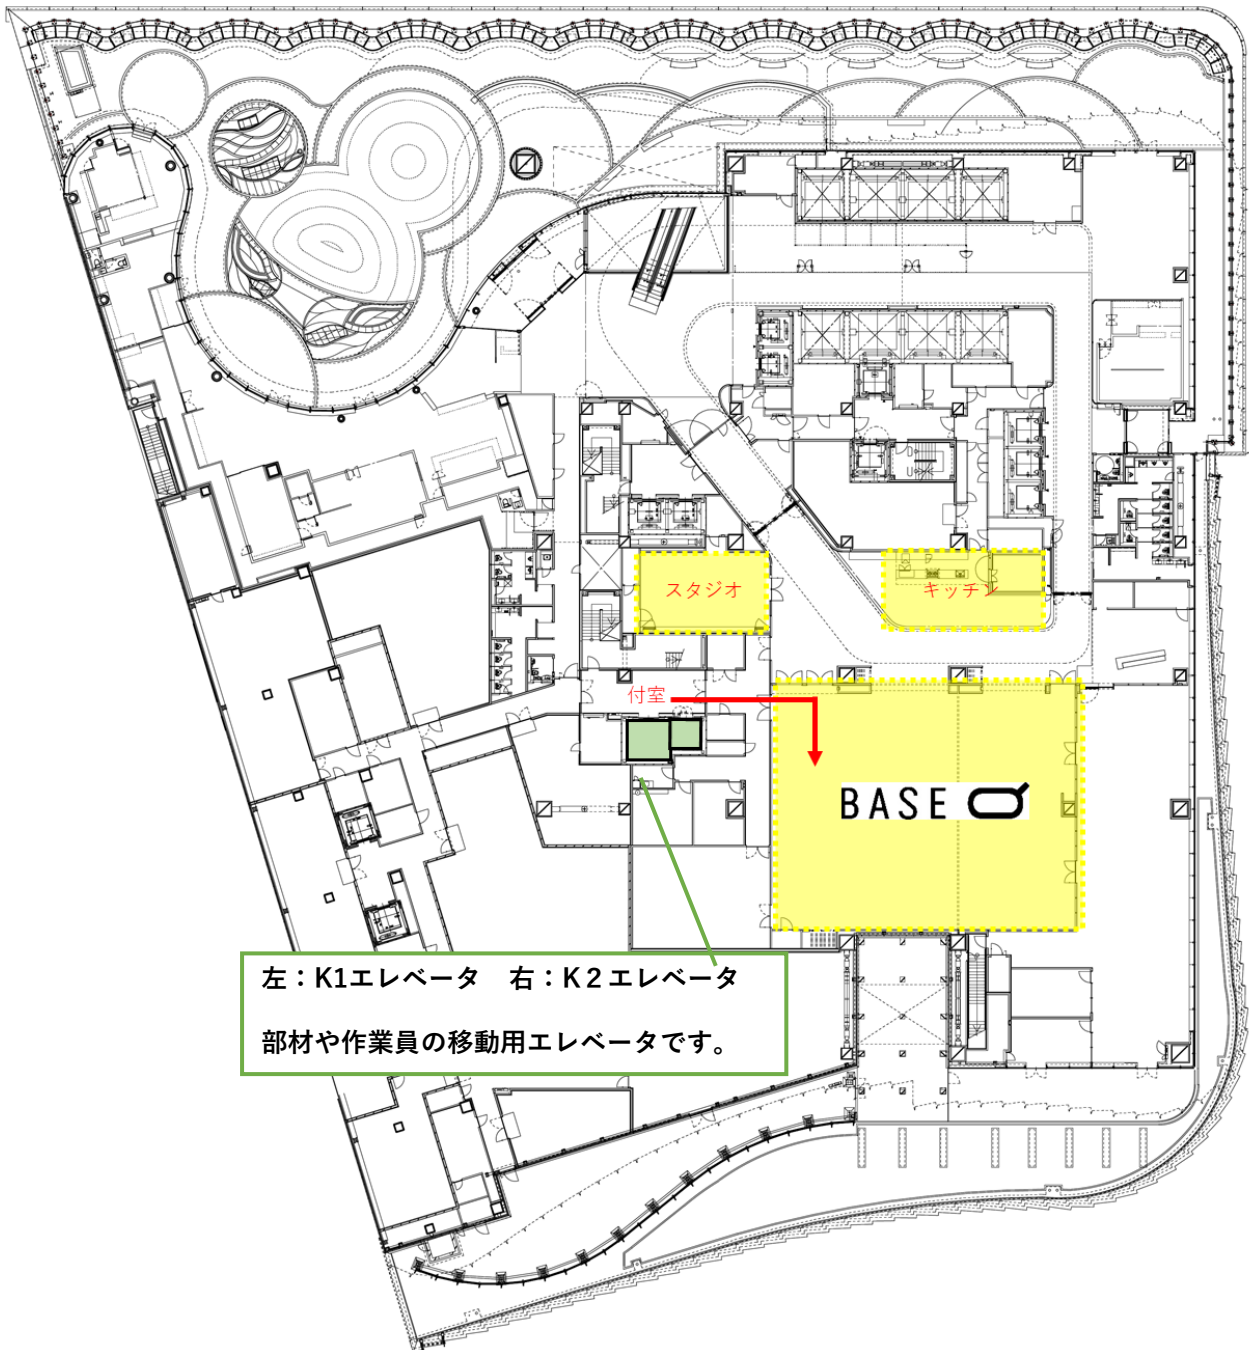 スタジオ
キッチン
付室
BASE Q
左：K1エレベータ　右：K２エレベータ
部材や作業員の移動用エレベータです。